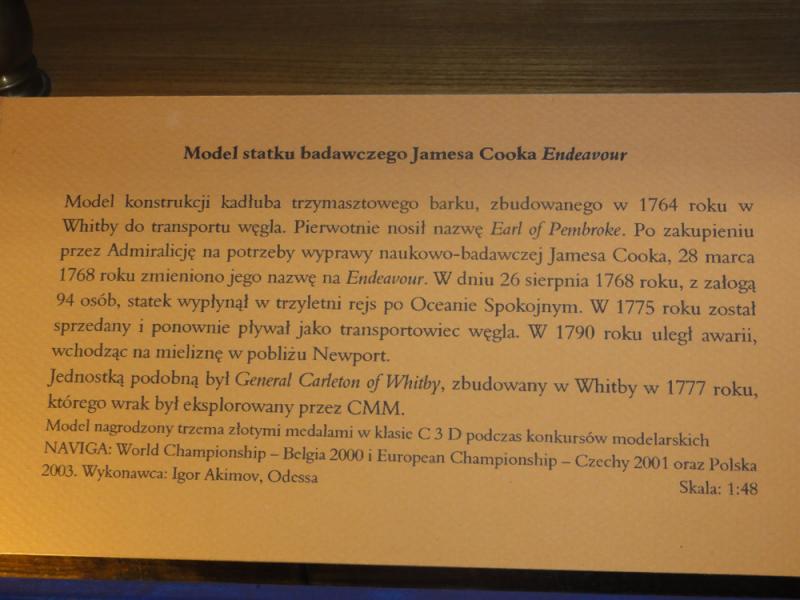 Model statku badawczego Jamesa Cooka Endeavour
Model konstrukcji kadłuba trzymasztowego barku, zbudowanego w 1764 roku w
Whitby do transportu węgla. Pierwotnie nosił nazwę Earl of Pembroke. Po zakupieniu
przez Admiralicję na potrzeby wyprawy naukowo-badawczej Jamesa Cooka, 28 marca
1768 roku zmieniono jego nazwę na Endeavour. W dniu 26 sierpnia 1768 roku, z załogą
94 osób, statek wypłynął w trzyletni rejs po Oceanie Spokojnym. W 1775 roku został
sprzedany i ponownie pływał jako transportowiec węgla. W 1790 roku uległ awarii,
wchodząc na mieliznę w pobliżu Newport.
Jednostką podobną był General Carleton of Whitby, zbudowany w Whitby w 1777 roku,
którego wrak był eksplorowany przez CMM.
Model nagrodzony trzema złotymi medalami w klasie C 3 D podczas konkursów modelarskich
NAVIGA: World Championship – Belgia 2000 i European Championship – Czechy 2001 oraz Polska
2003. Wykonawca: Igor Akimov, Odessa
Skala: 1:48